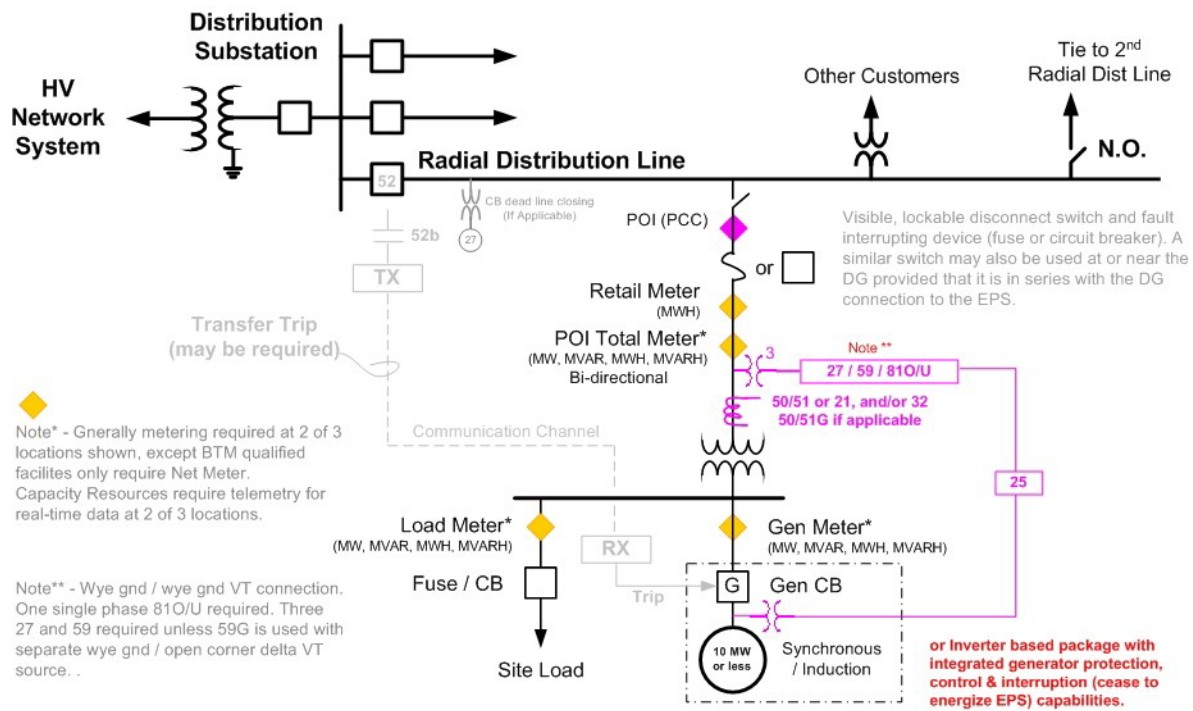 Distribution
Substation
HV
Network
System
Other Customers
Tie to 2nd
Radial Dist Line
N.O.
Radial Distribution Line
52
CB dead line closing
(If Applicable)
27
52b
TX
POI (PCC)
or
Visible, lockable disconnect switch and fault
interrupting device (fuse or circuit breaker). A
similar switch may also be used at or near the
DG provided that it is in series with the DG
connection to the EPS.
Retail Meter
(MWH)
Transfer Trip
(may be required)
POI Total Meter*
(MW, MVAR, MWH, MVARH)
Bi-directional
3
Note **
27 / 59 / 81O/U
50/51 or 21, and/or 32
50/51G if applicable
Note* - Gnerally metering required at 2 of 3
locations shown, except BTM qualified
facilites only require Net Meter.
Capacity Resources require telemetry for
real-time data at 2 of 3 locations.
Communication Channel
25
Load Meter*
(MW, MVAR, MWH, MVARH)
RX
Gen Meter*
(MW, MVAR, MWH, MVARH)
Fuse / CB
Trip
G
Gen CB
Note** - Wye gnd / wye gnd VT connection.
One single phase 81O/U required. Three
27 and 59 required unless 59G is used with
separate wye gnd / open corner delta VT
source. .
Site Load
10 MW
or less
Synchronous
/ Induction
or Inverter based package with
integrated generator protection,
control & interruption (cease to
energize EPS) capabilities.